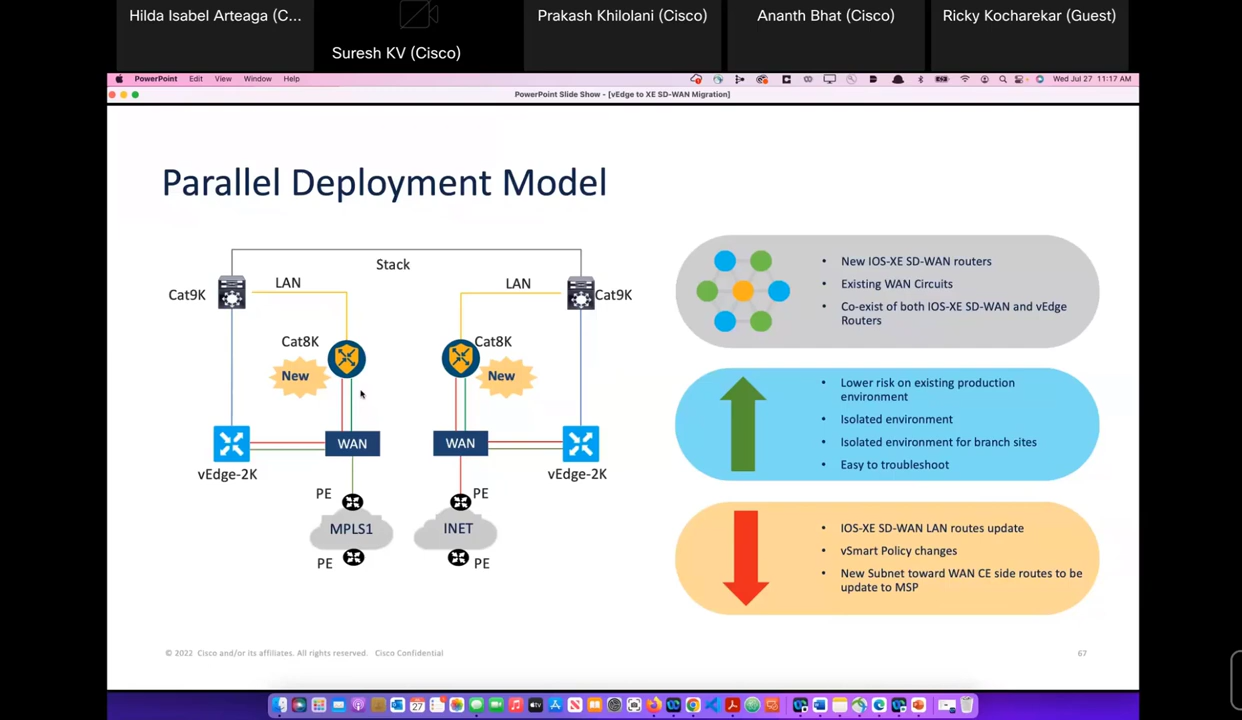 Hilda Isabel Arteaga (C...
Suresh KV (Cisco)
Prakash Khilolani (Cisco)
Ananth Bhat (Cisco)
Ricky Kocharekar (Guest)
PowerPoint Edit View Window Help
Wed Jul 27 11:17 AM
PowerPoint Slide Show - [vEdge to XE SD-WAN Migration]
Parallel Deployment Model
Stack
LAN
LAN
Cat9K
Cat9K
Cat8K
Cat8K
New
New
WAN
WAN
vEdge-2K
vEdge-2K
PE
PE
MPLS1
INET
PE
PE
• New IOS-XE SD-WAN routers
• Existing WAN Circuits
• Co-exist of both IOS-XE SD-WAN and vEdge
Routers
• Lower risk on existing production
environment
• Isolated environment
• Isolated environment for branch sites
• Easy to troubleshoot
• IOS-XE SD-WAN LAN routes update
• vSmart Policy changes
• New Subnet toward WAN CE side routes to be
update to MSP
© 2022 Cisco and/or its affiliates. All rights reserved. Cisco Confidential
67
27